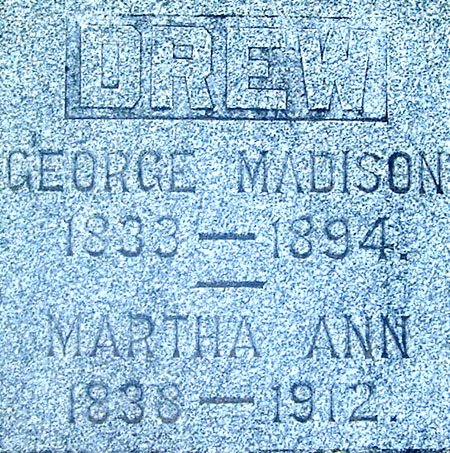 DREW
GEORGE MADISON
1833 — 1894.
—
MARTHA ANN
1838 — 1912.